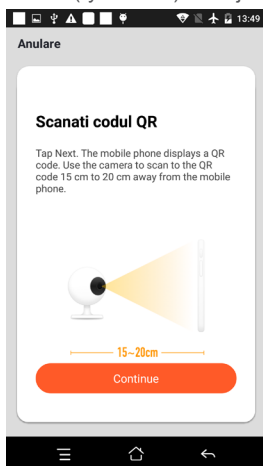 13:49
Anulare
Scanati codul QR
Tap Next. The mobile phone displays a QR
code. Use the camera to scan to the QR
code 15 cm to 20 cm away from the mobile
phone.
15~20cm
Continue